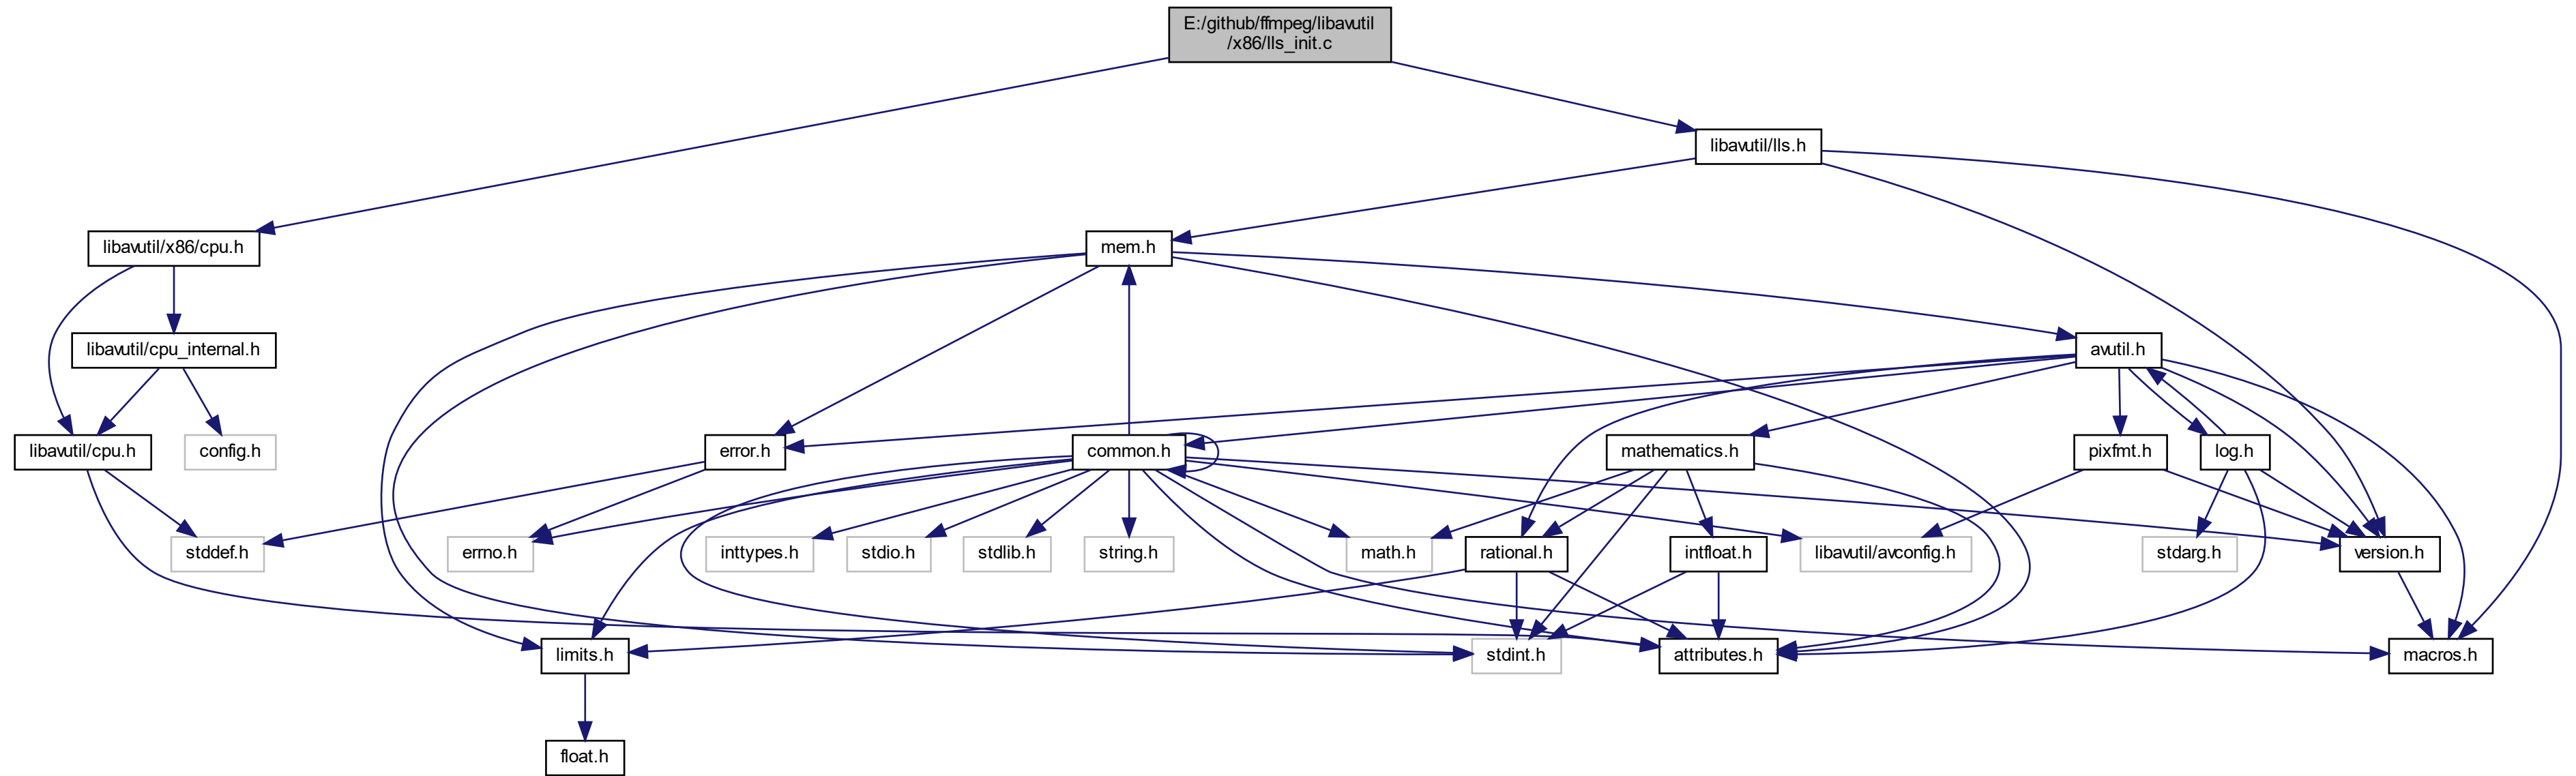 E:/github/ffmpeg/libavutil
/x86/lls_init.c
libavutil/lls.h
libavutil/x86/cpu.h
mem.h
libavutil/cpu_internal.h
avutil.h
libavutil/cpu.h
config.h
error.h
common.h
mathematics.h
pixfmt.h
log.h
stddef.h
errno.h
inttypes.h
stdio.h
stdlib.h
string.h
math.h
rational.h
intfloat.h
libavutil/avconfig.h
stdarg.h
version.h
limits.h
stdint.h
attributes.h
macros.h
float.h